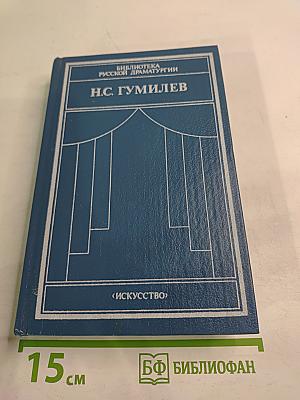 БИБЛИОТЕКА
РУССКОЙ ДРАМАТУРГИИ
Н.С. ГУМИЛЕВ
‹ИСКУССТВО›
15 см
БФ БИБЛИОФАН